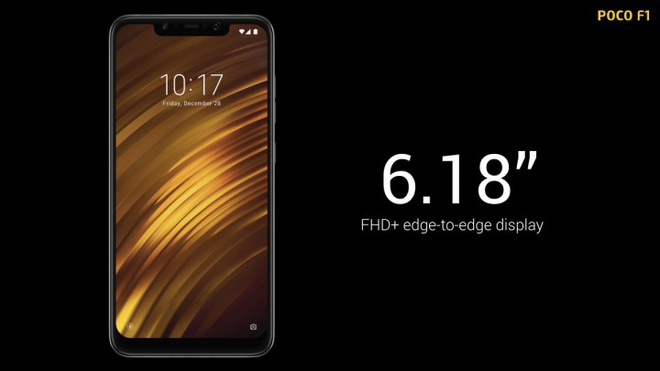 POCO F1
10:17
Friday, December 28
6.18”
FHD+ edge-to-edge display